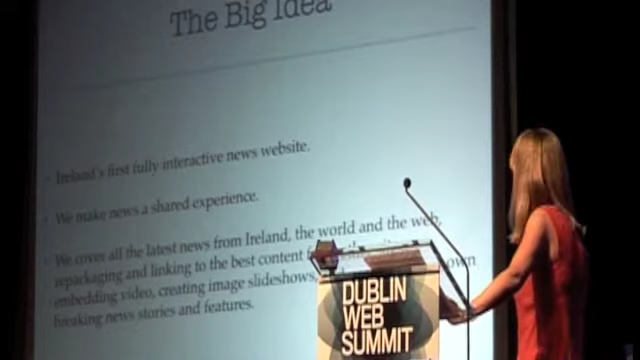 The Big Idea
Ireland's first fully interactive news website.
We make news a shared experience.
We cover all the latest news from Ireland, the world and the web,
repackaging and linking to the best content
embedding video, creating image slideshows, own
breaking news stories and features.
DUBLIN
WEB
SUMMIT